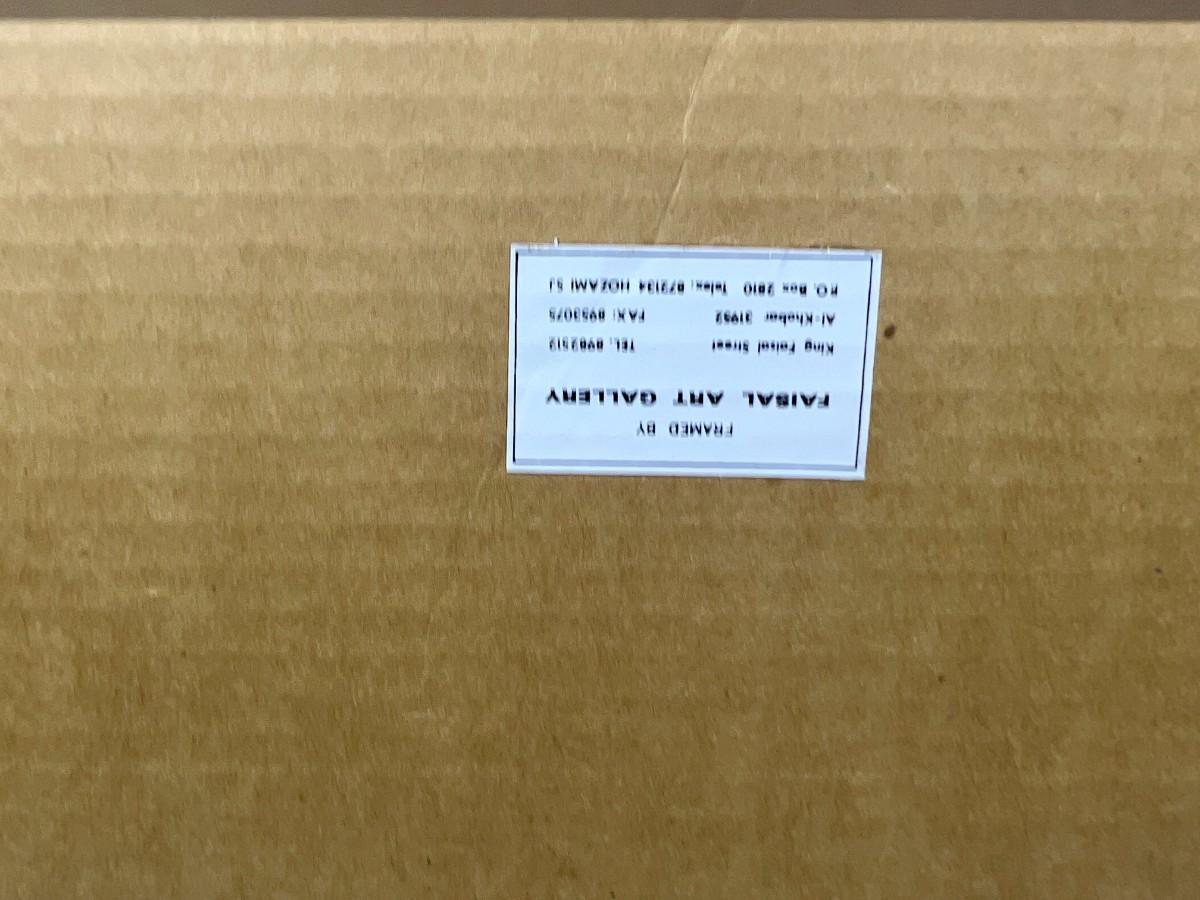 FRAMED BY
FAISAL ART GALLERY
King Faisal Street TEL: 8982512
Al-Khobar 31952 FAX: 8953075
P.O. Box 2810 Telex: 872134 HOZAMI SJ